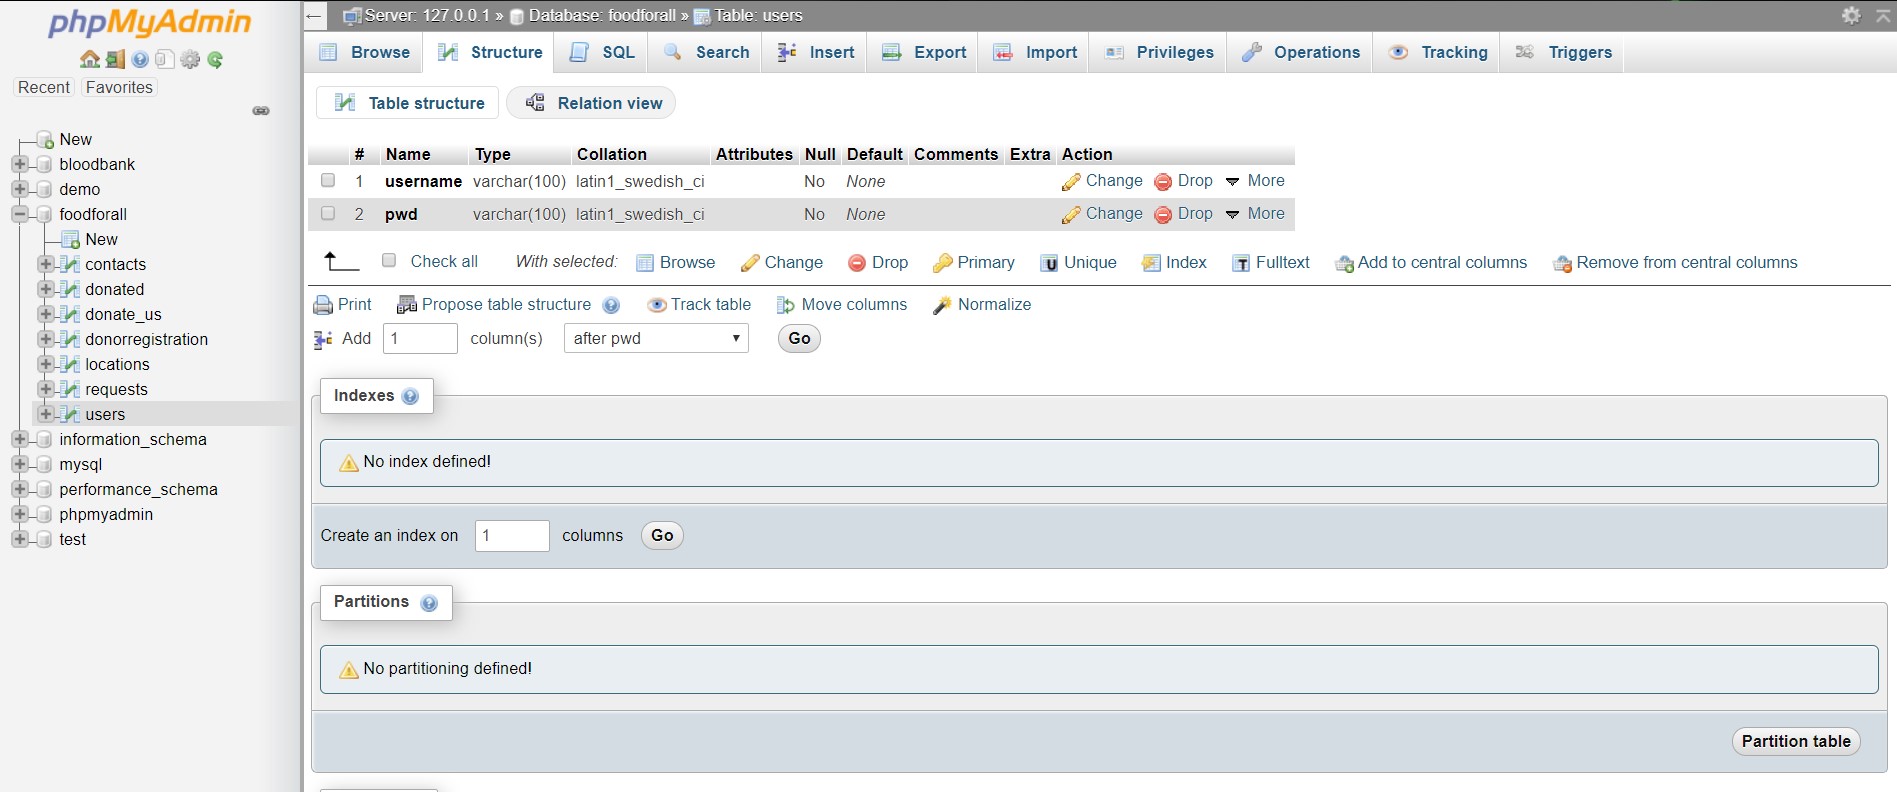 phpMyAdmin
Recent Favorites
New
bloodbank
demo
foodforall
New
contacts
donated
donate_us
donorregistration
locations
requests
users
information_schema
mysql
performance_schema
phpmyadmin
test
Server: 127.0.0.1 » Database: foodforall » Table: users
Browse Structure SQL Search Insert Export Import Privileges Operations Tracking Triggers
Table structure Relation view
# Name Type Collation Attributes Null Default Comments Extra Action
1 username varchar(100) latin1_swedish_ci No None Change Drop More
2 pwd varchar(100) latin1_swedish_ci No None Change Drop More
Check all With selected: Browse Change Drop Primary Unique Index Fulltext Add to central columns Remove from central columns
Print Propose table structure Track table Move columns Normalize
Add 1 column(s) after pwd Go
Indexes
No index defined!
Create an index on 1 columns Go
Partitions
No partitioning defined!
Partition table